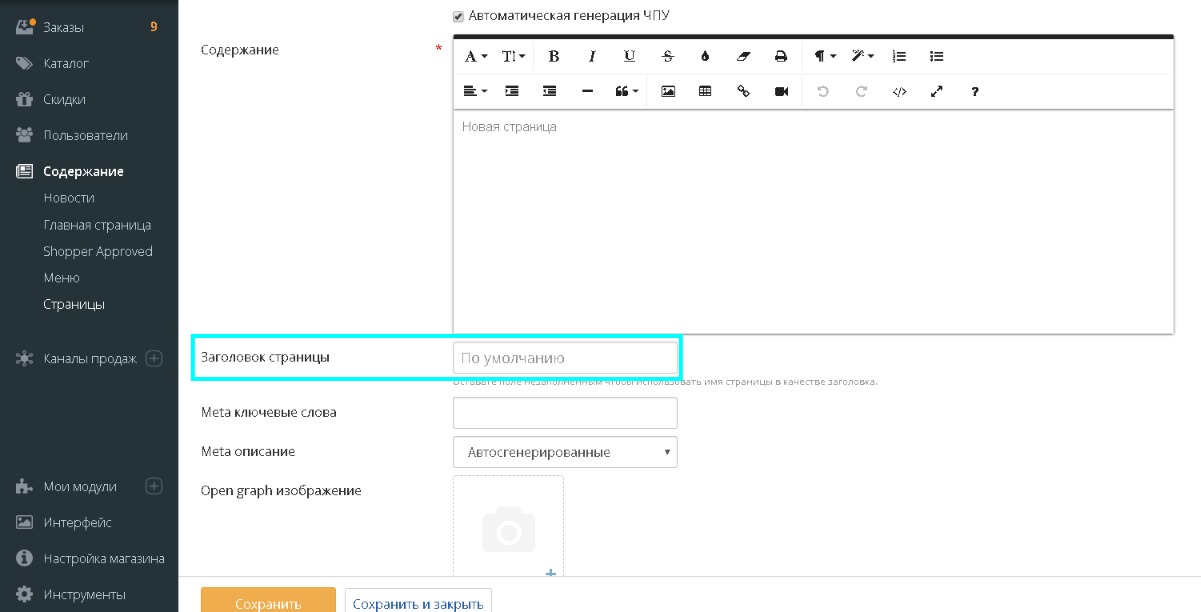 Заказы 9
Каталог
Скидки
Пользователи
Содержание
Новости
Главная страница
Shopper Approved
Меню
Страницы
Каналы продаж
Мои модули
Интерфейс
Настройка магазина
Инструменты
Автоматическая генерация ЧПУ
Содержание *
Новая страница
Заголовок страницы По умолчанию
Оставьте поле незаполненным чтобы использовать имя страницы в качестве заголовка.
Meta ключевые слова
Meta описание Автосгенерированные
Open graph изображение
Сохранить Сохранить и закрыть